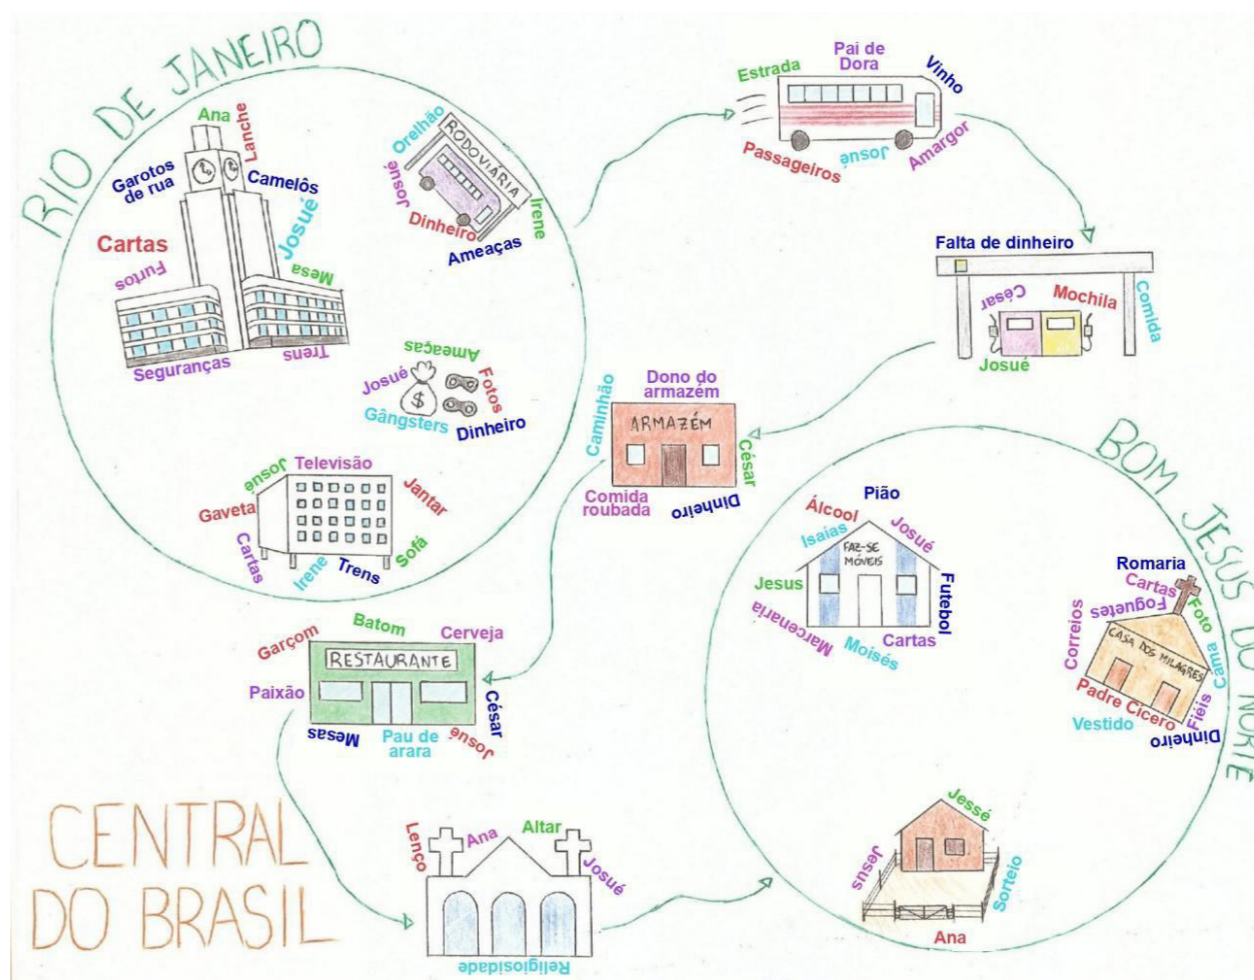 RIO DE JANEIRO
Ana
Lanche
Garotos
de rua
Camelôs
Cartas
Josué
Furtos
Mesa
Seguranças
Trens
Orelhão
RODOVIÁRIA
Josué
Dinheiro
Irene
Ameaças
Ameaças
Josué
Fotos
$
Gângsters
Dinheiro
Josué
Televisão
Jantar
Gaveta
Cartas
Irene
Trens
Sofá
Estrada
Pai de
Dora
Vinho
Passageiros
Josué
Amargor
Falta de dinheiro
César
Mochila
Comida
Josué
Caminhão
Dono do
armazém
ARMAZÉM
César
Comida
roubada
Dinheiro
Garçom
Batom
Cerveja
RESTAURANTE
Paixão
César
Mesas
Pau de
arara
Josué
Lenço
Ana
Altar
Josué
Religiosidade
BOM JESUS DO NORTE
Pião
Álcool
Isaías
Josué
FAZ-SE
MÓVEIS
Jesus
Futebol
Marcenaria
Moisés
Cartas
Romaria
Cartas
Foguetes
Foto
Correios
CASA DOS MILAGRES
Cama
Padre Cícero
Fiéis
Vestido
Dinheiro
Jessé
Jesus
Sorteio
Ana
CENTRAL
DO BRASIL